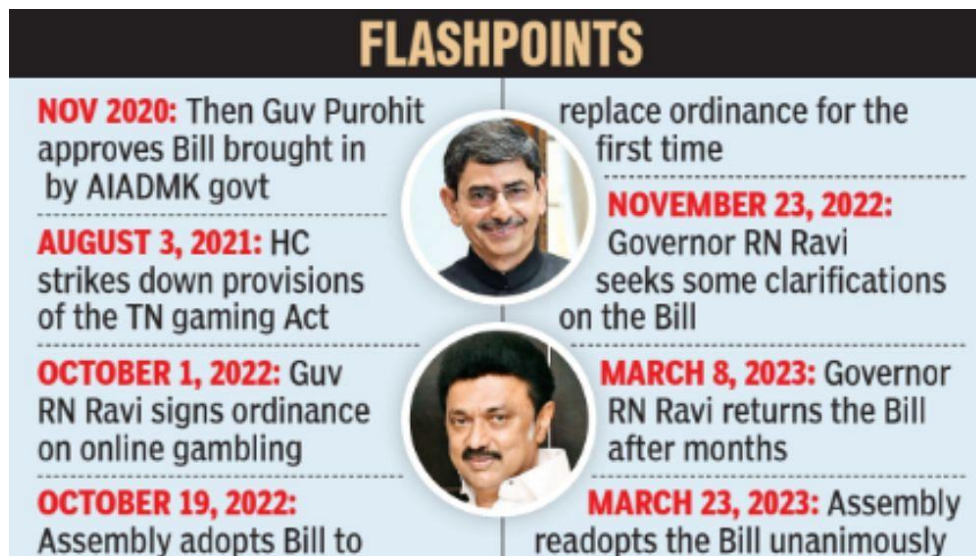 FLASHPOINTS
NOV 2020: Then Guv Purohit
approves Bill brought in
by AIADMK govt
AUGUST 3, 2021: HC
strikes down provisions
of the TN gaming Act
OCTOBER 1, 2022: Guv
RN Ravi signs ordinance
on online gambling
OCTOBER 19, 2022:
Assembly adopts Bill to
replace ordinance for the
first time
NOVEMBER 23, 2022:
Governor RN Ravi
seeks some clarifications
on the Bill
MARCH 8, 2023: Governor
RN Ravi returns the Bill
after months
MARCH 23, 2023: Assembly
readopts the Bill unanimously